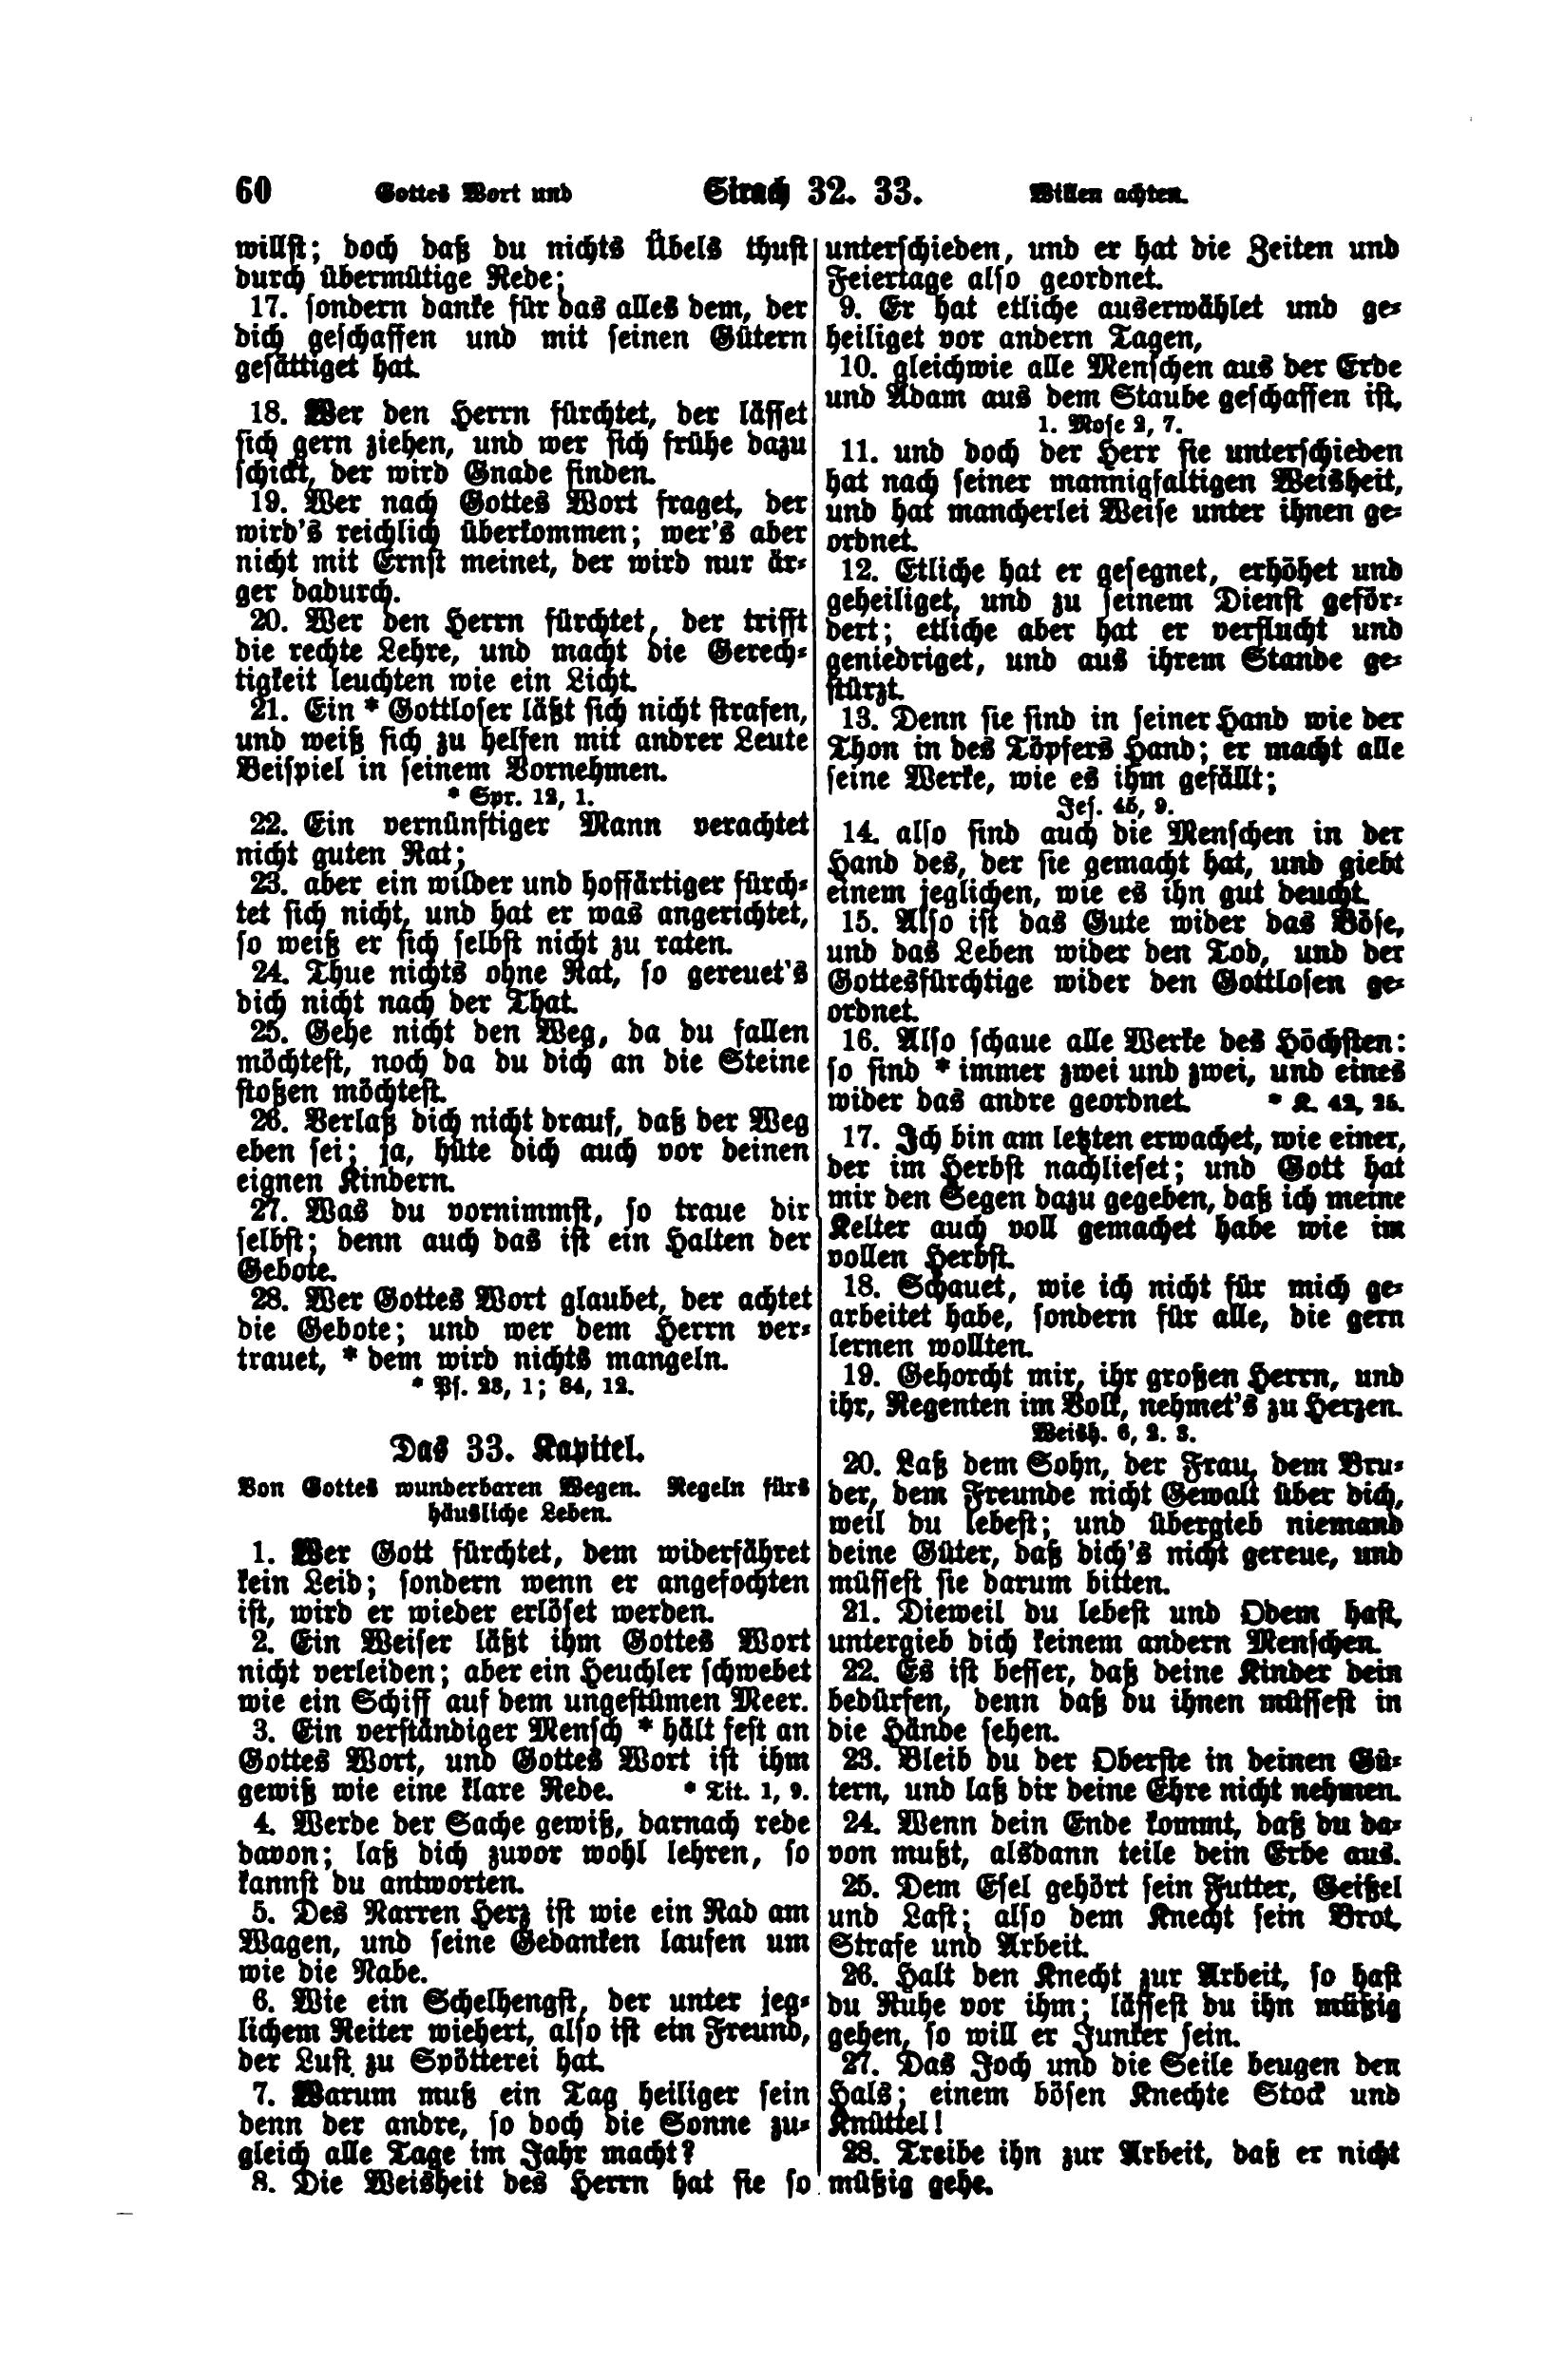 60 Gottes Wort und Sirach 32. 33. Willen achten.
willst; doch daß du nichts Übels thust
durch übermütige Rede;
17. sondern danke für das alles dem, der
dich geschaffen und mit seinen Gütern
gesättiget hat.
18. Wer den Herrn fürchtet, der lässet
sich gern ziehen, und wer sich frühe dazu
schickt, der wird Gnade finden.
19. Wer nach Gottes Wort fraget, der
wird's reichlich überkommen; wer's aber
nicht mit Ernst meinet, der wird nur är-
ger dadurch.
20. Wer den Herrn fürchtet, der trifft
die rechte Lehre, und macht die Gerech-
tigkeit leuchten wie ein Licht.
21. Ein * Gottloser läßt sich nicht strafen,
und weiß sich zu helfen mit andrer Leute
Beispiel in seinem Vornehmen.
* Spr. 12, 1.
22. Ein vernünftiger Mann verachtet
nicht guten Rat;
23. aber ein wilder und hoffärtiger fürch-
tet sich nicht, und hat er was angerichtet,
so weiß er sich selbst nicht zu raten.
24. Thue nichts ohne Rat, so gereuet's
dich nicht nach der That.
25. Gehe nicht den Weg, da du fallen
möchtest, noch da du dich an die Steine
stoßen möchtest.
26. Verlaß dich nicht drauf, daß der Weg
eben sei; ja, hüte dich auch vor deinen
eignen Kindern.
27. Was du vornimmst, so traue dir
selbst; denn auch das ist ein Halten der
Gebote.
28. Wer Gottes Wort glaubet, der achtet
die Gebote; und wer dem Herrn ver-
trauet, * dem wird nichts mangeln.
* Ps. 23, 1; 84, 12.
Das 33. Kapitel.
Von Gottes wunderbaren Wegen. Regeln fürs
häusliche Leben.
1. Wer Gott fürchtet, dem widerfähret
kein Leid; sondern wenn er angefochten
ist, wird er wieder erlöset werden.
2. Ein Weiser läßt ihm Gottes Wort
nicht verleiden; aber ein Heuchler schwebet
wie ein Schiff auf dem ungestümen Meer.
3. Ein verständiger Mensch * hält fest an
Gottes Wort, und Gottes Wort ist ihm
gewiß wie eine klare Rede. * Tit. 1, 9.
4. Werde der Sache gewiß, darnach rede
davon; laß dich zuvor wohl lehren, so
kannst du antworten.
5. Des Narren Herz ist wie ein Rad am
Wagen, und seine Gedanken laufen um
wie die Nabe.
6. Wie ein Schelhengst, der unter jeg-
lichem Reiter wiehert, also ist ein Freund,
der Lust zu Spötterei hat.
7. Warum muß ein Tag heiliger sein
denn der andre, so doch die Sonne zu-
gleich alle Tage im Jahr macht?
8. Die Weisheit des Herrn hat sie so
unterschieden, und er hat die Zeiten und
Feiertage also geordnet.
9. Er hat etliche auserwählet und ge-
heiliget vor andern Tagen,
10. gleichwie alle Menschen aus der Erde
und Adam aus dem Staube geschaffen ist,
1. Mose 2, 7.
11. und doch der Herr sie unterschieden
hat nach seiner mannigfaltigen Weisheit,
und hat mancherlei Weise unter ihnen ge-
ordnet.
12. Etliche hat er gesegnet, erhöhet und
geheiliget, und zu seinem Dienst geför-
dert; etliche aber hat er verflucht und
geniedriget, und aus ihrem Stande ge-
stürzt.
13. Denn sie sind in seiner Hand wie der
Thon in des Töpfers Hand; er macht alle
seine Werke, wie es ihm gefällt;
Jes. 45, 9.
14. also sind auch die Menschen in der
Hand des, der sie gemacht hat, und giebt
einem jeglichen, wie es ihn gut deucht.
15. Also ist das Gute wider das Böse,
und das Leben wider den Tod, und der
Gottesfürchtige wider den Gottlosen ge-
ordnet.
16. Also schaue alle Werke des Höchsten:
so sind * immer zwei und zwei, und eines
wider das andre geordnet. * K. 42, 25.
17. Ich bin am letzten erwachet, wie einer,
der im Herbst nachlieset; und Gott hat
mir den Segen dazu gegeben, daß ich meine
Kelter auch voll gemachet habe wie im
vollen Herbst.
18. Schauet, wie ich nicht für mich ge-
arbeitet habe, sondern für alle, die gern
lernen wollten.
19. Gehorcht mir, ihr großen Herrn, und
ihr, Regenten im Volk, nehmet's zu Herzen.
Weish. 6, 2. 3.
20. Laß dem Sohn, der Frau, dem Bru-
der, dem Freunde nicht Gewalt über dich,
weil du lebest; und übergieb niemand
deine Güter, daß dich's nicht gereue, und
müssest sie darum bitten.
21. Dieweil du lebest und Odem hast,
untergieb dich keinem andern Menschen.
22. Es ist besser, daß deine Kinder dein
bedürfen, denn daß du ihnen müssest in
die Hände sehen.
23. Bleib du der Oberste in deinen Gü-
tern, und laß dir deine Ehre nicht nehmen.
24. Wenn dein Ende kommt, daß du da-
von mußt, alsdann teile dein Erbe aus.
25. Dem Esel gehört sein Futter, Geißel
und Last; also dem Knecht sein Brot,
Strafe und Arbeit.
26. Halt den Knecht zur Arbeit, so hast
du Ruhe vor ihm; lässest du ihn müßig
gehen, so will er Junker sein.
27. Das Joch und die Seile beugen den
Hals; einem bösen Knechte Stock und
Knüttel!
28. Treibe ihn zur Arbeit, daß er nicht
müßig gehe.